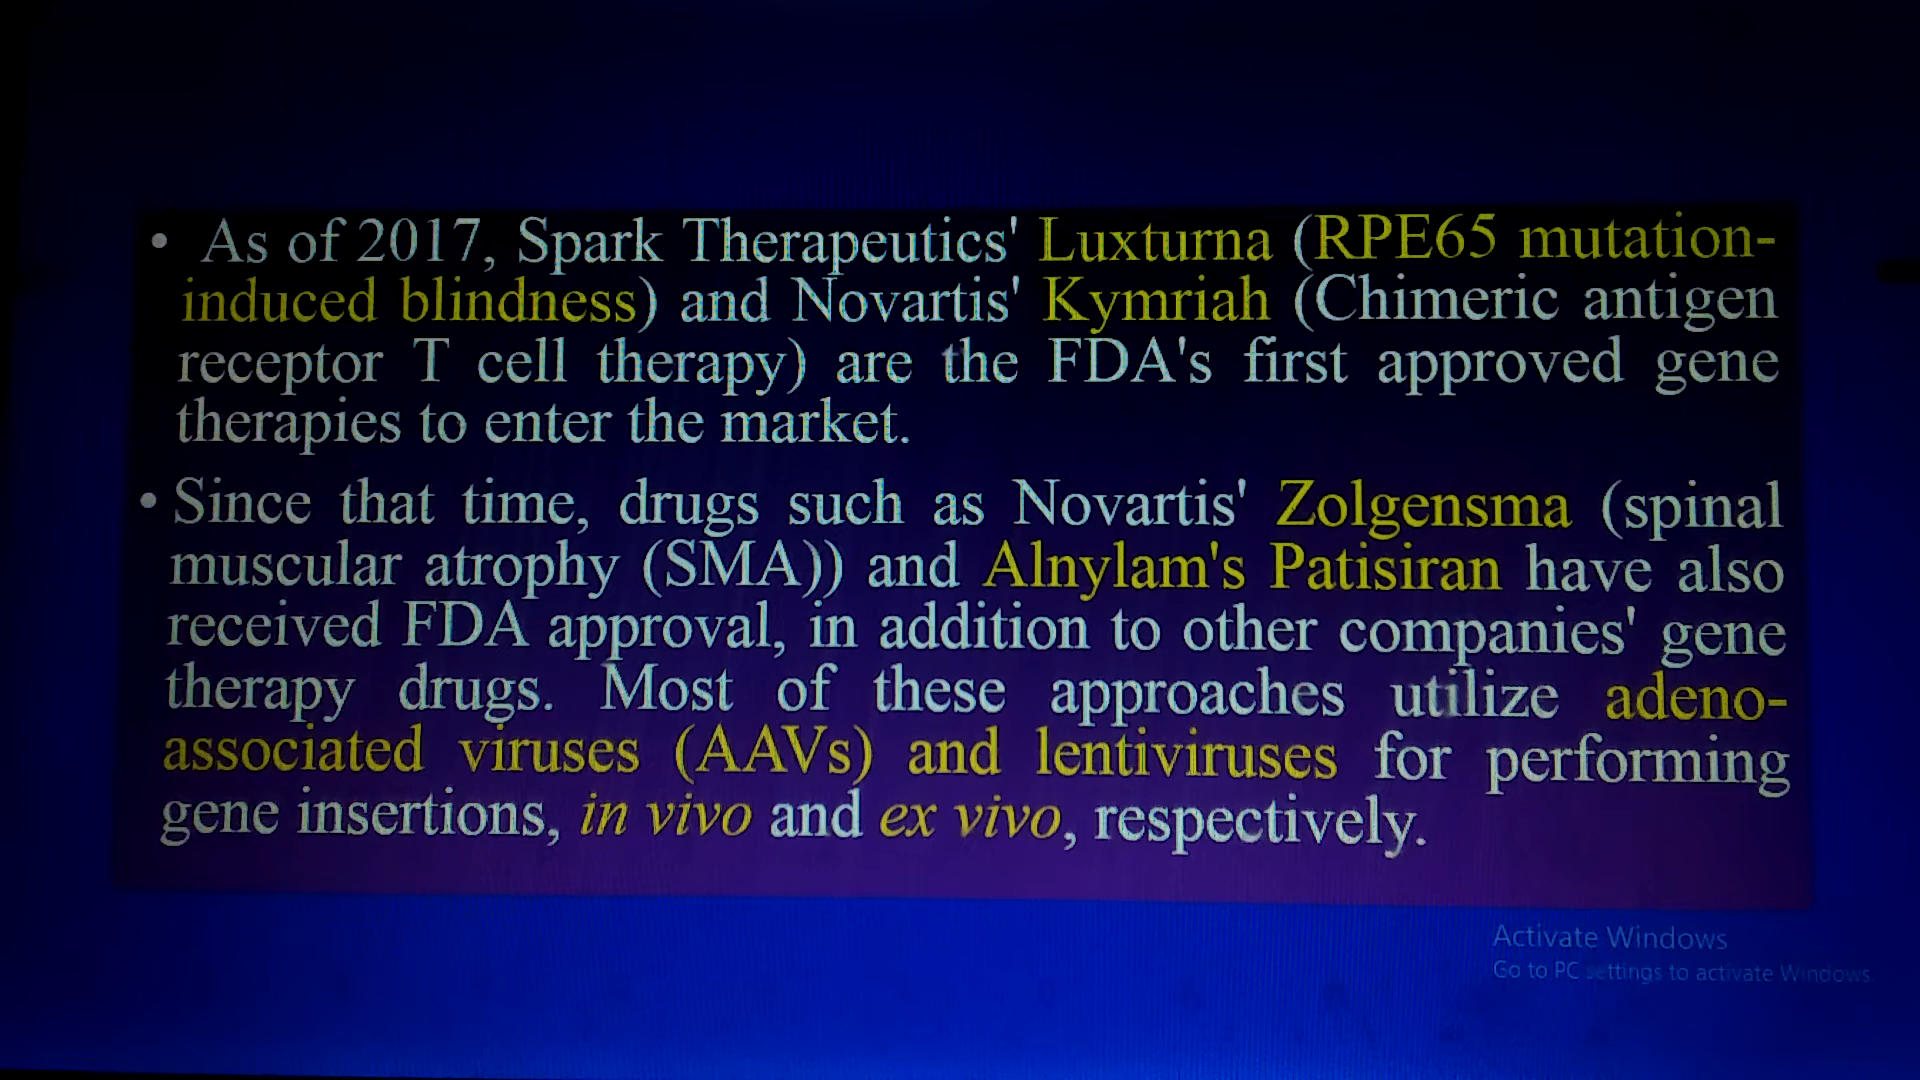 • As of 2017, Spark Therapeutics' Luxturna (RPE65 mutation-
induced blindness) and Novartis' Kymriah (Chimeric antigen
receptor T cell therapy) are the FDA's first approved gene
therapies to enter the market.
• Since that time, drugs such as Novartis' Zolgensma (spinal
muscular atrophy (SMA)) and Alnylam's Patisiran have also
received FDA approval, in addition to other companies' gene
therapy drugs. Most of these approaches utilize adeno-
associated viruses (AAVs) and lentiviruses for performing
gene insertions, in vivo and ex vivo, respectively.
Activate Windows
Go to PC settings to activate Windows.